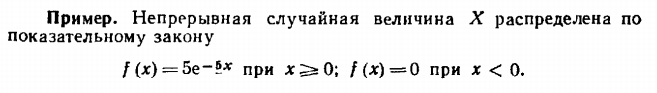 Пример. Непрерывная случайная величина X распределена по
показательному закону
f (x) = 5e−5x при x ⩾ 0; f (x) = 0 при x < 0.